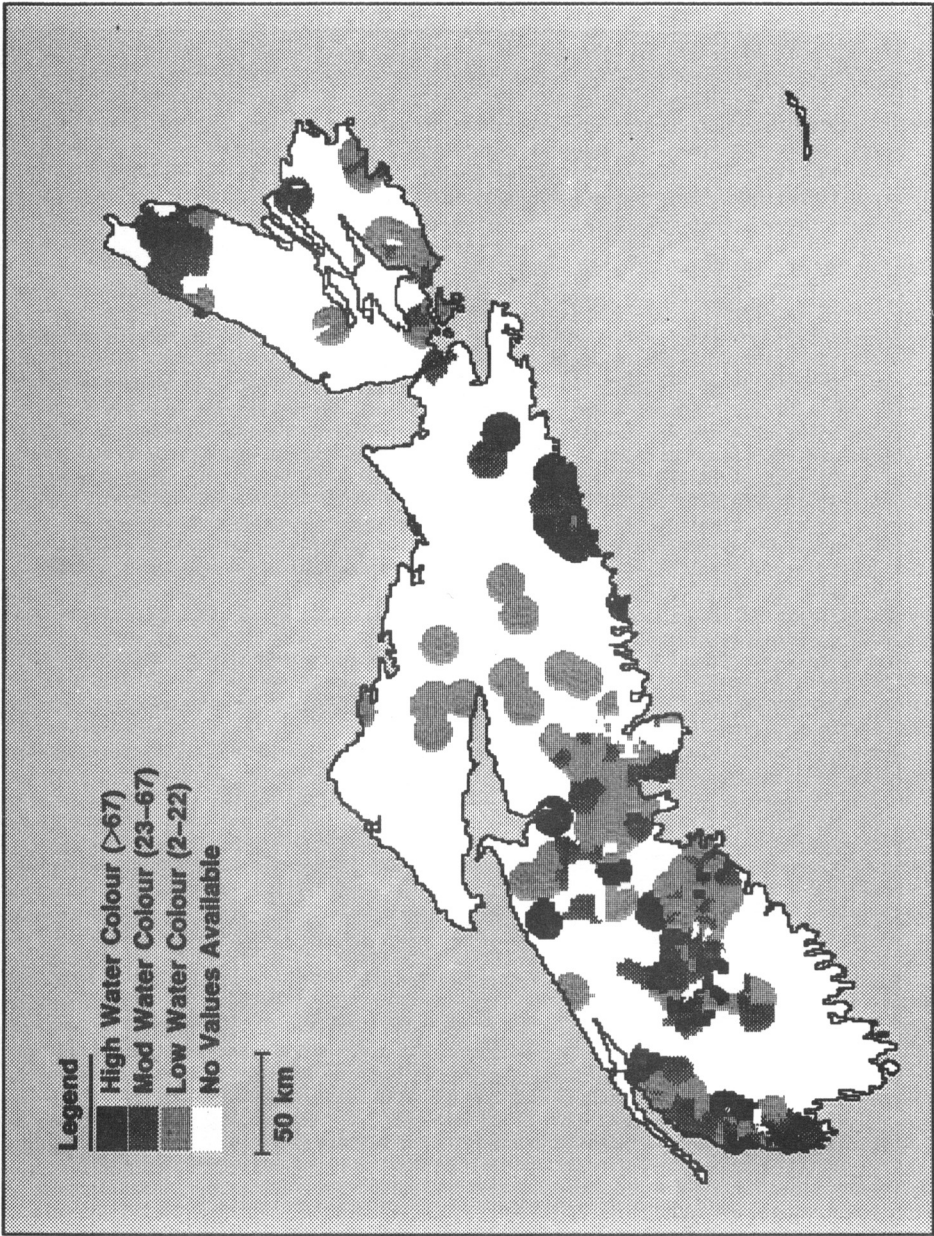 Legend
High Water Colour (>67)
Mod Water Colour (23–67)
Low Water Colour (2–22)
No Values Available
50 km